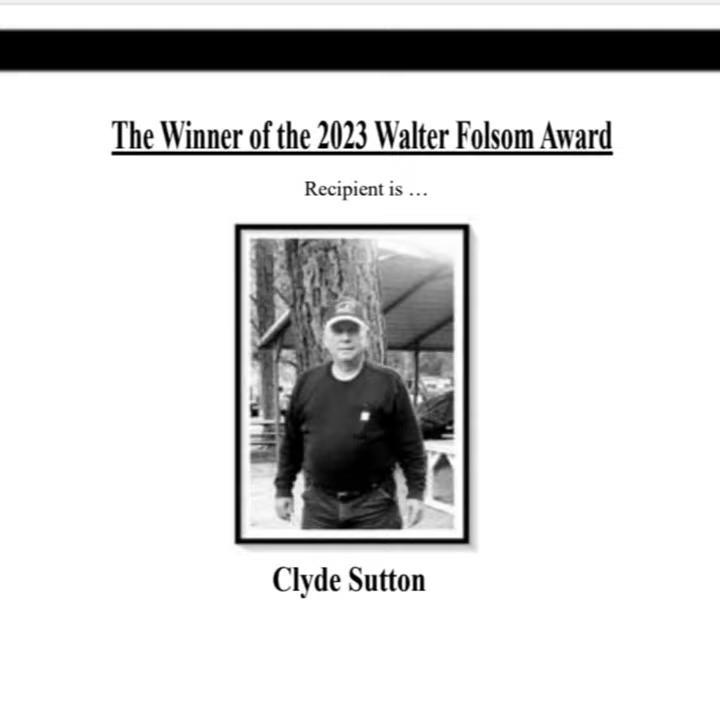 The Winner of the 2023 Walter Folsom Award
Recipient is …
Clyde Sutton